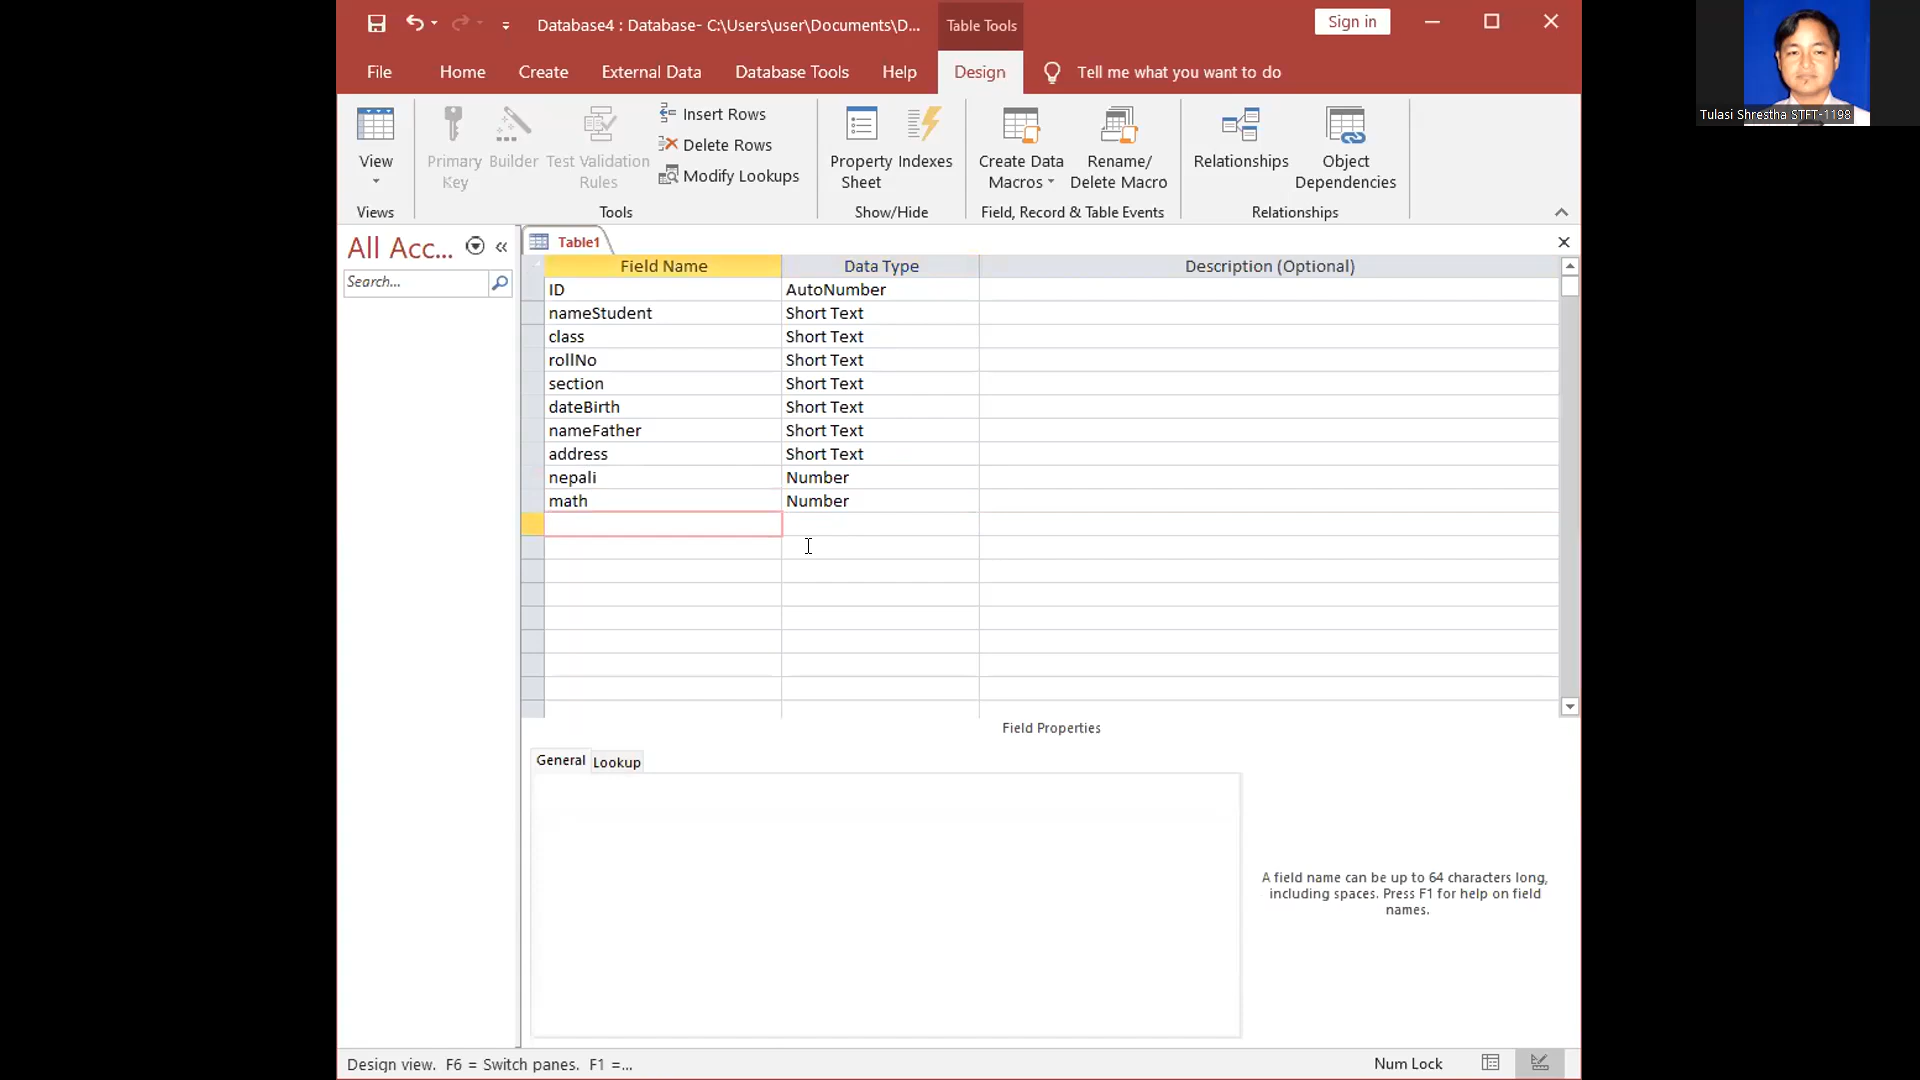 Database4 : Database- C:\Users\user\Documents\D...
Table Tools
Sign in
File
Home
Create
External Data
Database Tools
Help
Design
Tell me what you want to do
View
Primary Key
Builder
Test Validation Rules
Insert Rows
Delete Rows
Modify Lookups
Property Sheet
Indexes
Create Data Macros
Rename/ Delete Macro
Relationships
Object Dependencies
Views
Tools
Show/Hide
Field, Record & Table Events
Relationships
All Acc...
Search...
Table1
Field Name Data Type Description (Optional)
ID AutoNumber
nameStudent Short Text
class Short Text
rollNo Short Text
section Short Text
dateBirth Short Text
nameFather Short Text
address Short Text
nepali Number
math Number
Field Properties
General Lookup
A field name can be up to 64 characters long,
including spaces. Press F1 for help on field
names.
Design view. F6 = Switch panes. F1 =...
Num Lock
Tulasi Shrestha STFT-1198